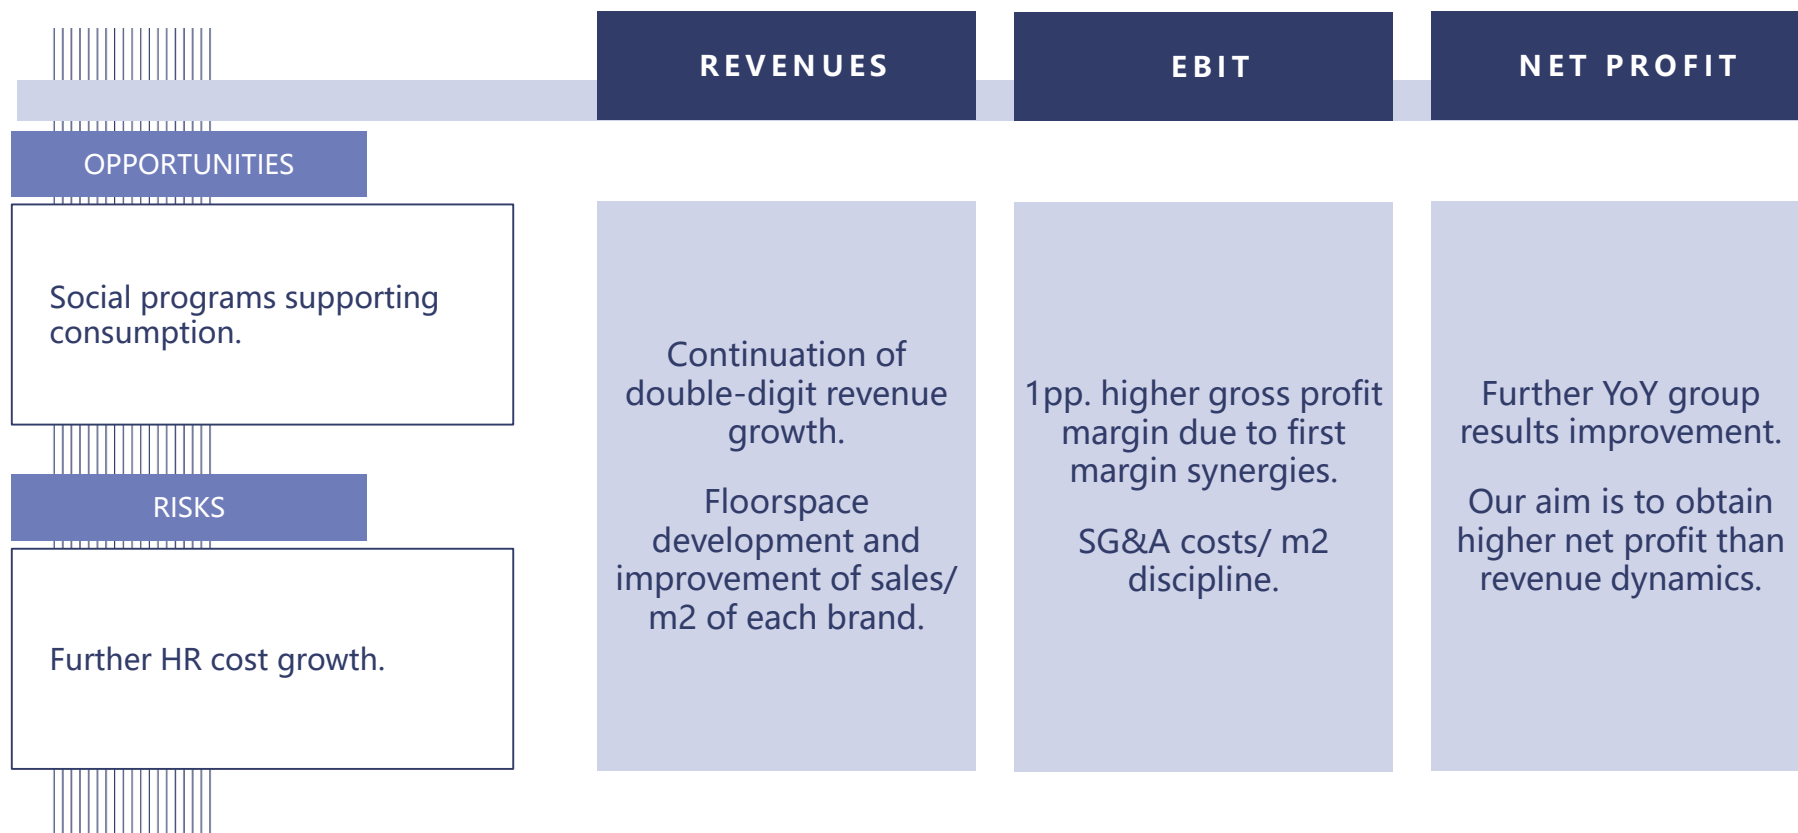 REVENUES
EBIT
NET PROFIT
OPPORTUNITIES
Social programs supporting
consumption.
RISKS
Further HR cost growth.
Continuation of
double-digit revenue
growth.
Floorspace
development and
improvement of sales/
m2 of each brand.
1pp. higher gross profit
margin due to first
margin synergies.
SG&A costs/ m2
discipline.
Further YoY group
results improvement.
Our aim is to obtain
higher net profit than
revenue dynamics.